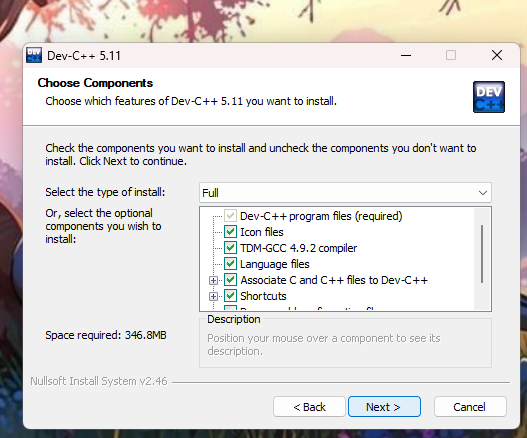 Dev-C++ 5.11
Choose Components
Choose which features of Dev-C++ 5.11 you want to install.
DEV
C++
Check the components you want to install and uncheck the components you don't want to
install. Click Next to continue.
Select the type of install:
Full
Or, select the optional
components you wish to
install:
Dev-C++ program files (required)
Icon files
TDM-GCC 4.9.2 compiler
Language files
Associate C and C++ files to Dev-C++
Shortcuts
Space required: 346.8MB
Description
Position your mouse over a component to see its
description.
Nullsoft Install System v2.46
< Back
Next >
Cancel